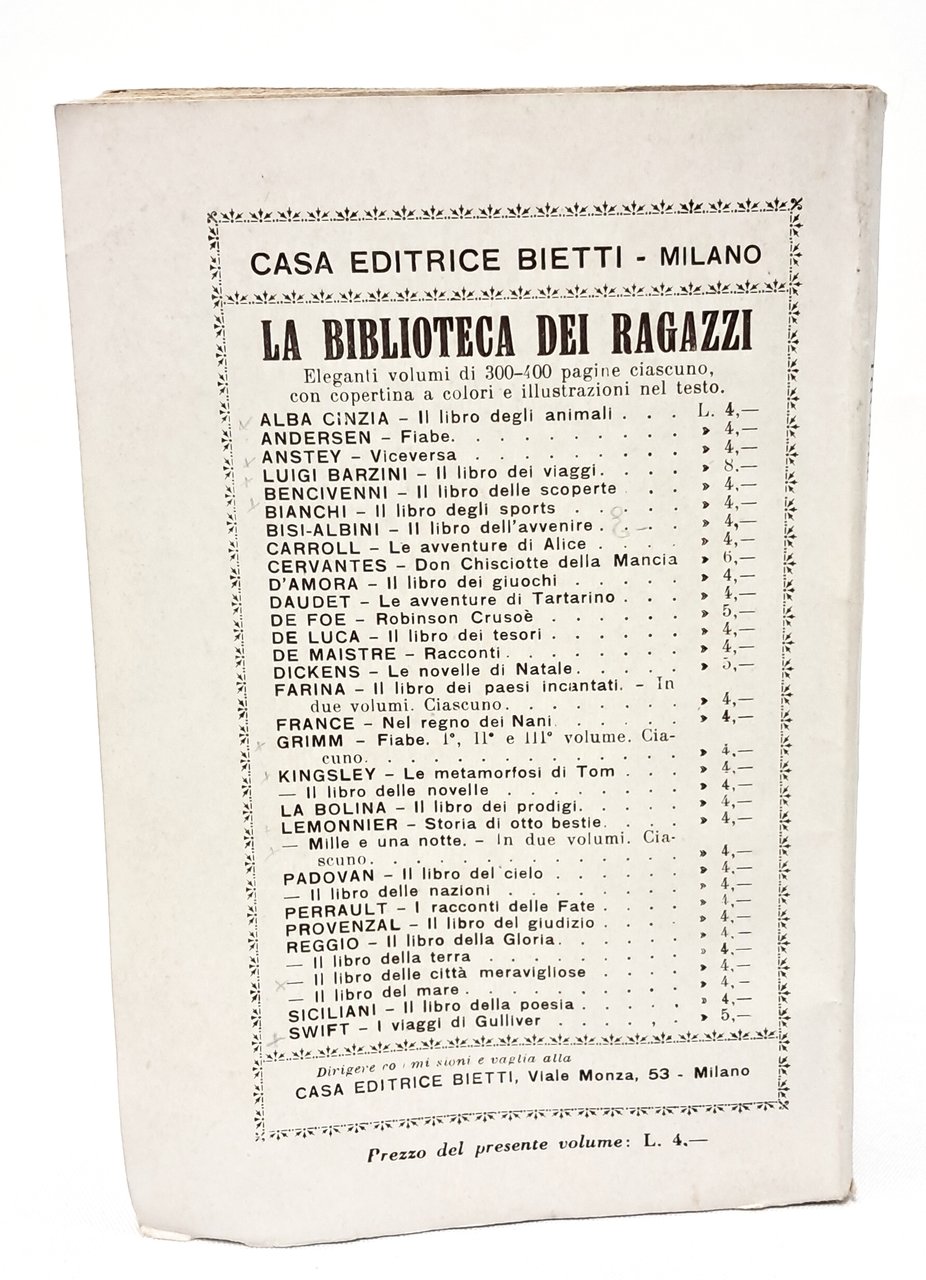 CASA EDITRICE BIETTI - MILANO
LA BIBLIOTECA DEI RAGAZZI
Eleganti volumi di 300-400 pagine ciascuno,
con copertina a colori e illustrazioni nel testo.
ALBA CINZIA – Il libro degli animali . . . L. 4,—
ANDERSEN – Fiabe. . . . . . . . . . » 4,—
ANSTEY – Viceversa . . . . . . . . . » 4,—
LUIGI BARZINI – Il libro dei viaggi. . . . » 8.—
BENCIVENNI – Il libro delle scoperte . . » 4,—
BIANCHI – Il libro degli sports . . . . . » 4,—
BISI-ALBINI – Il libro dell'avvenire . . . . » 4,—
CARROLL – Le avventure di Alice . . . . » 4,—
CERVANTES – Don Chisciotte della Mancia » 6,—
D'AMORA – Il libro dei giuochi . . . . . » 4,—
DAUDET – Le avventure di Tartarino . . . » 4,—
DE FOE – Robinson Crusoè . . . . . . » 5,—
DE LUCA – Il libro dei tesori . . . . . . » 4,—
DE MAISTRE – Racconti. . . . . . . . » 4,—
DICKENS – Le novelle di Natale. . . . . » 5,—
FARINA – Il libro dei paesi incantati. – In
due volumi. Ciascuno. . . . . . . . » 4,—
FRANCE – Nel regno dei Nani . . . . . » 4,—
GRIMM – Fiabe. I°, II° e III° volume. Cia-
cuno. . . . . . . . . . . . . . » 4.—
KINGSLEY – Le metamorfosi di Tom . . . » 4,—
— Il libro delle novelle . . . . . . . . » 4,—
LA BOLINA – Il libro dei prodigi. . . . . » 4,—
LEMONNIER – Storia di otto bestie. . . . » 4,—
— Mille e una notte. – In due volumi. Cia-
scuno. . . . . . . . . . . . . . » 4,—
PADOVAN – Il libro del cielo . . . . . . » 4,—
— Il libro delle nazioni . . . . . . . . » 4,—
PERRAULT – I racconti delle Fate . . . . » 4,—
PROVENZAL – Il libro del giudizio . . . . » 4,—
REGGIO – Il libro della Gloria. . . . . . » 4.—
— Il libro della terra . . . . . . . . . » 4,—
— Il libro delle città meravigliose . . . . » 4,—
— Il libro del mare . . . . . . . . . . » 4,—
SICILIANI – Il libro della poesia . . . . . » 4,—
SWIFT – I viaggi di Gulliver . . . . . . » 5,—
Dirigere e vaglia alla
CASA EDITRICE BIETTI, Viale Monza, 53 - Milano
Prezzo del presente volume: L. 4.—